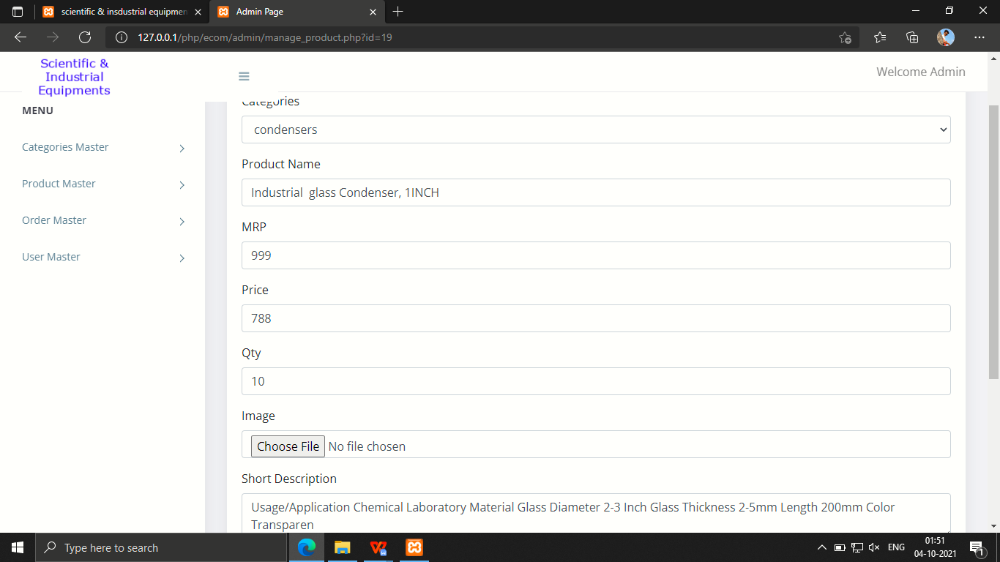 scientific & insdustrial equipmen
Admin Page
127.0.0.1/php/ecom/admin/manage_product.php?id=19
Scientific &
Industrial
Equipments
Welcome Admin
MENU
Categories Master
Product Master
Order Master
User Master
Categories
condensers
Product Name
Industrial  glass Condenser, 1INCH
MRP
999
Price
788
Qty
10
Image
Choose File No file chosen
Short Description
Usage/Application Chemical Laboratory Material Glass Diameter 2-3 Inch Glass Thickness 2-5mm Length 200mm Color
Transparen
Type here to search
ENG
01:51
04-10-2021
1